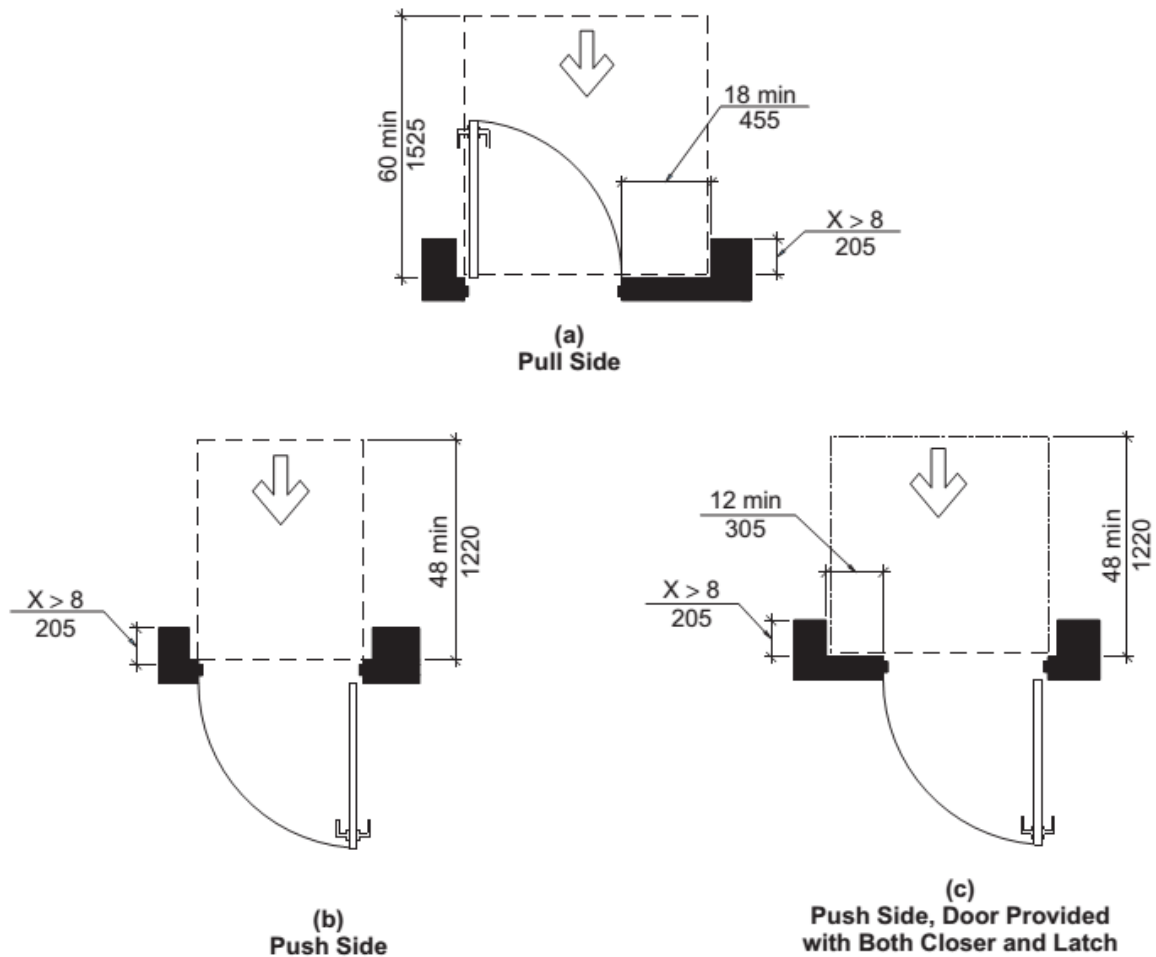 60 min
1525
18 min
455
X > 8
205
(a)
Pull Side
48 min
1220
X > 8
205
(b)
Push Side
12 min
305
X > 8
205
48 min
1220
(c)
Push Side, Door Provided
with Both Closer and Latch